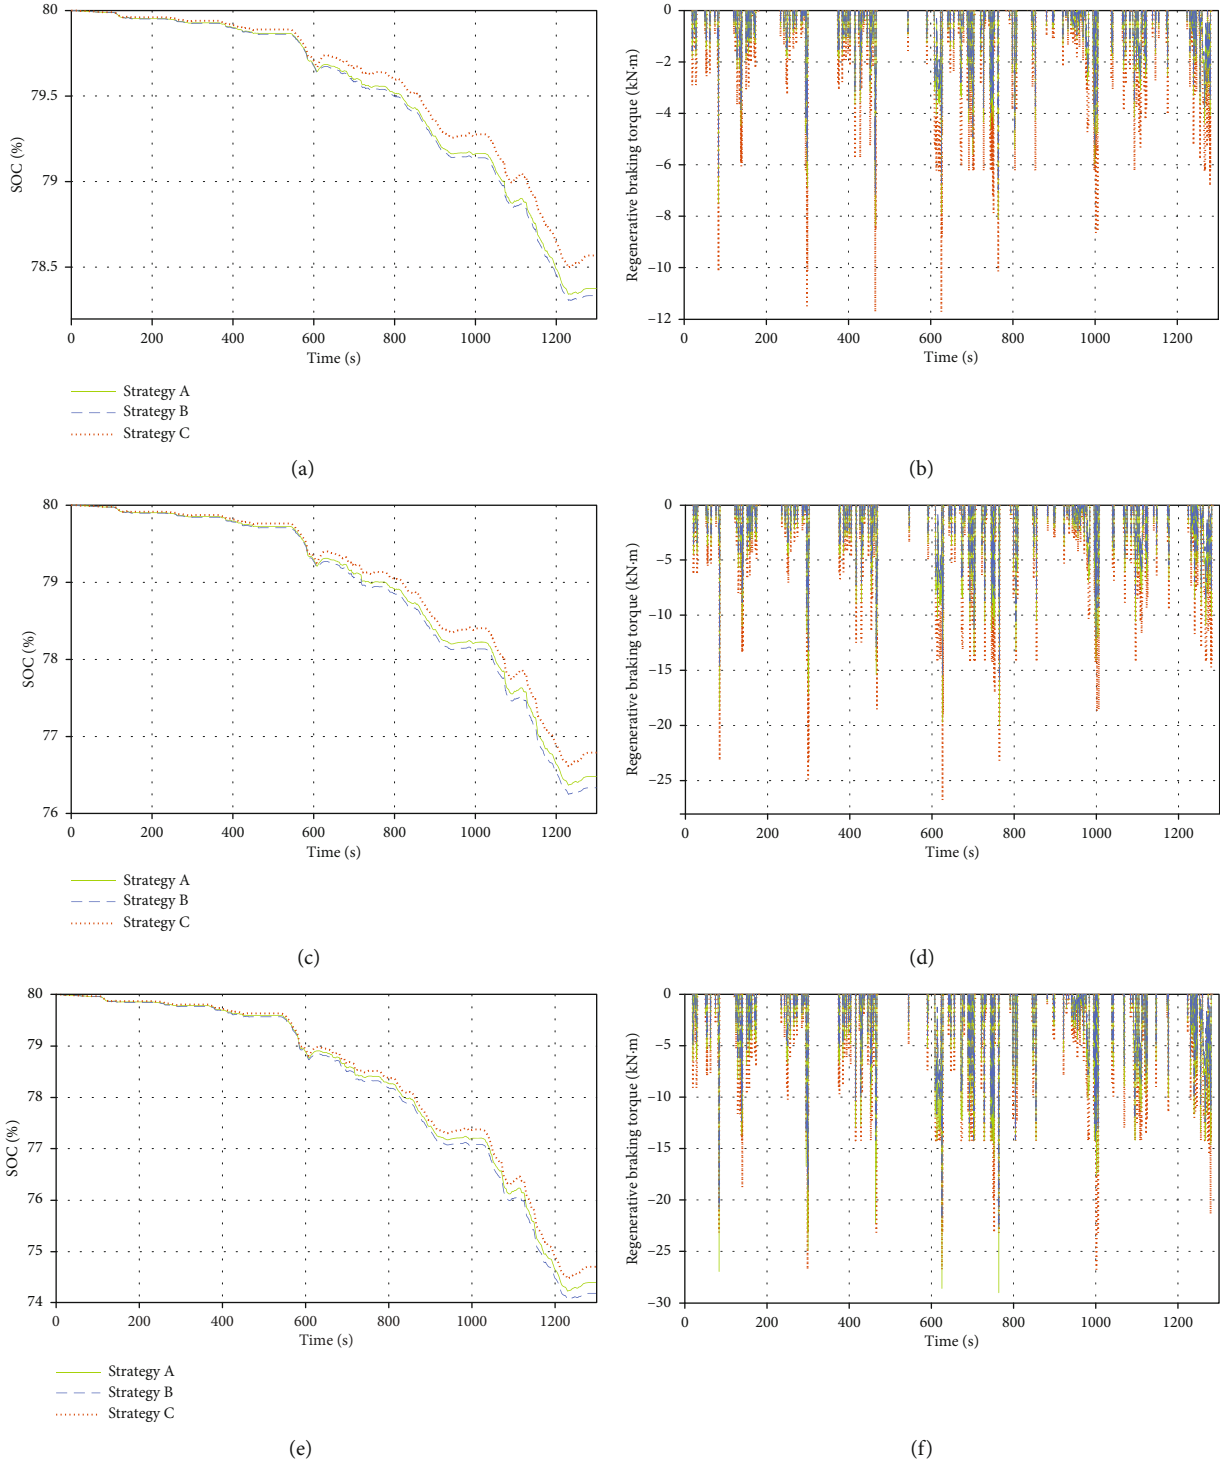 80
79.5
79
78.5
SOC (%)
0 200 400 600 800 1000 1200
Time (s)
Strategy A
Strategy B
Strategy C
(a)
0
−2
−4
−6
−8
−10
−12
Regenerative braking torque (kN·m)
0 200 400 600 800 1000 1200
Time (s)
(b)
80
79
78
77
76
SOC (%)
0 200 400 600 800 1000 1200
Time (s)
Strategy A
Strategy B
Strategy C
(c)
0
−5
−10
−15
−20
−25
Regenerative braking torque (kN·m)
0 200 400 600 800 1000 1200
Time (s)
(d)
80
79
78
77
76
75
74
SOC (%)
0 200 400 600 800 1000 1200
Time (s)
Strategy A
Strategy B
Strategy C
(e)
0
−5
−10
−15
−20
−25
−30
Regenerative braking torque (kN·m)
0 200 400 600 800 1000 1200
Time (s)
(f)